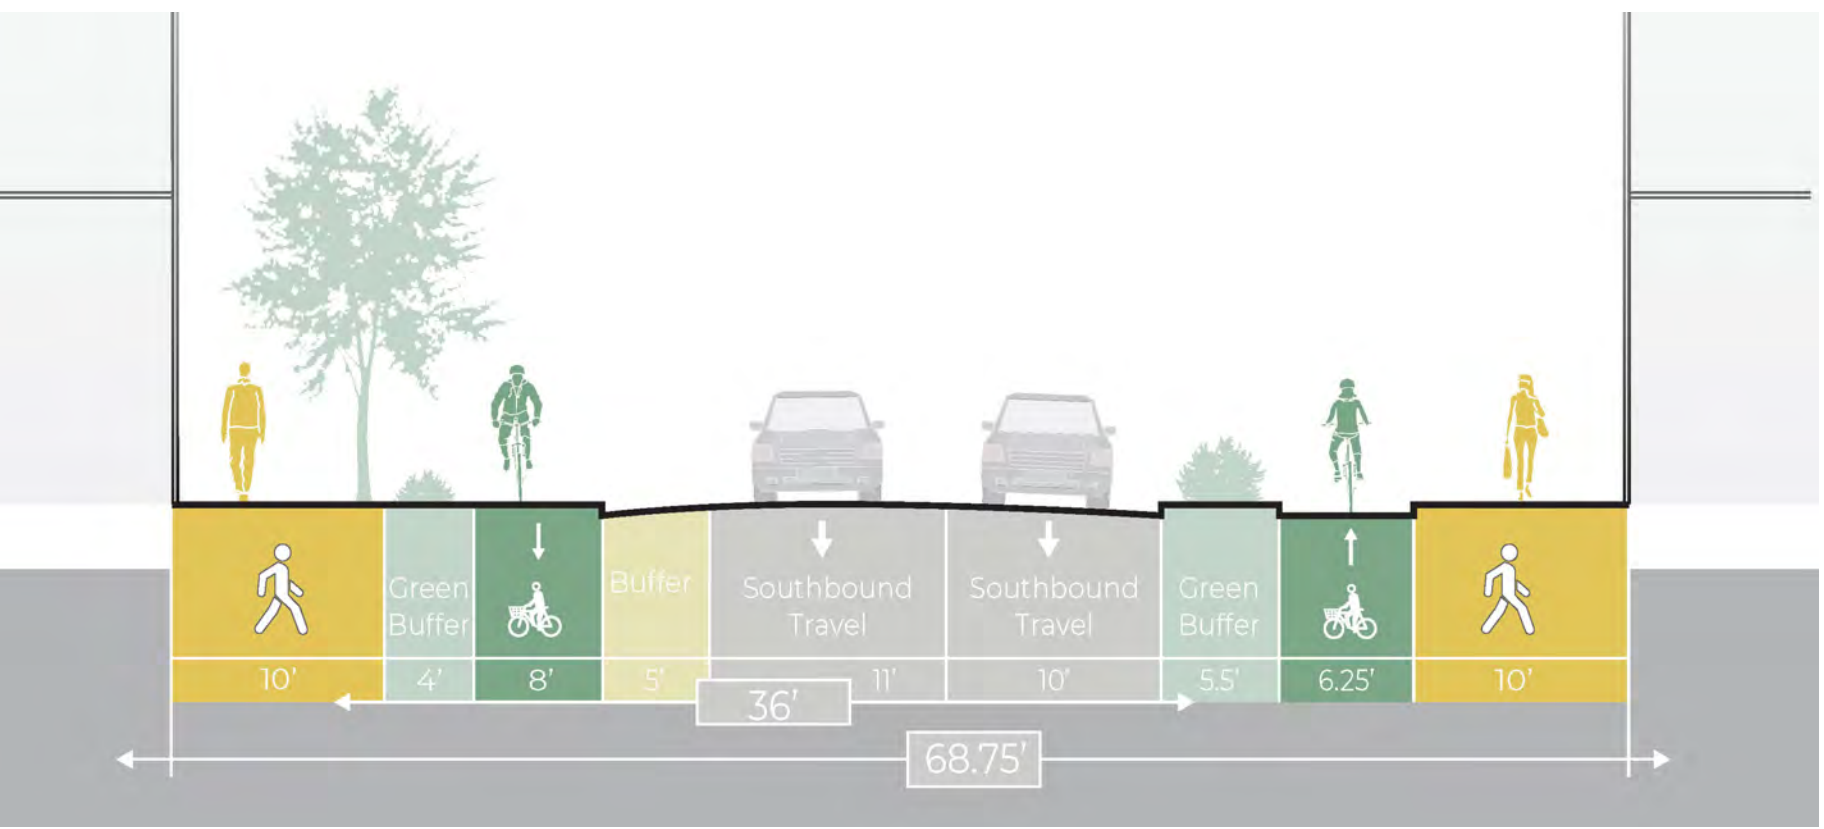 Green
Buffer
Buffer
Southbound
Travel
Southbound
Travel
Green
Buffer
10'
4'
8'
5'
11'
10'
5.5'
6.25'
10'
36'
68.75'